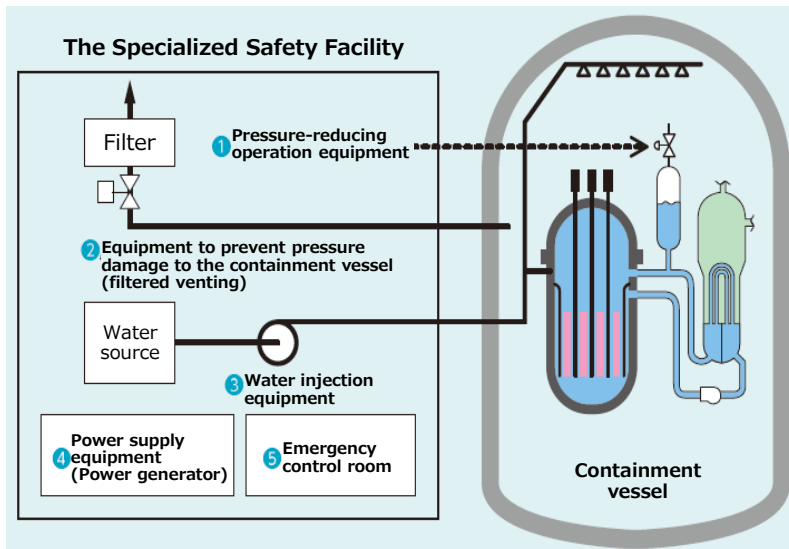 The Specialized Safety Facility
Filter
1 Pressure-reducing
operation equipment
2 Equipment to prevent pressure
damage to the containment vessel
(filtered venting)
Water
source
3 Water injection
equipment
4 Power supply
equipment
(Power generator)
5 Emergency
control room
Containment
vessel